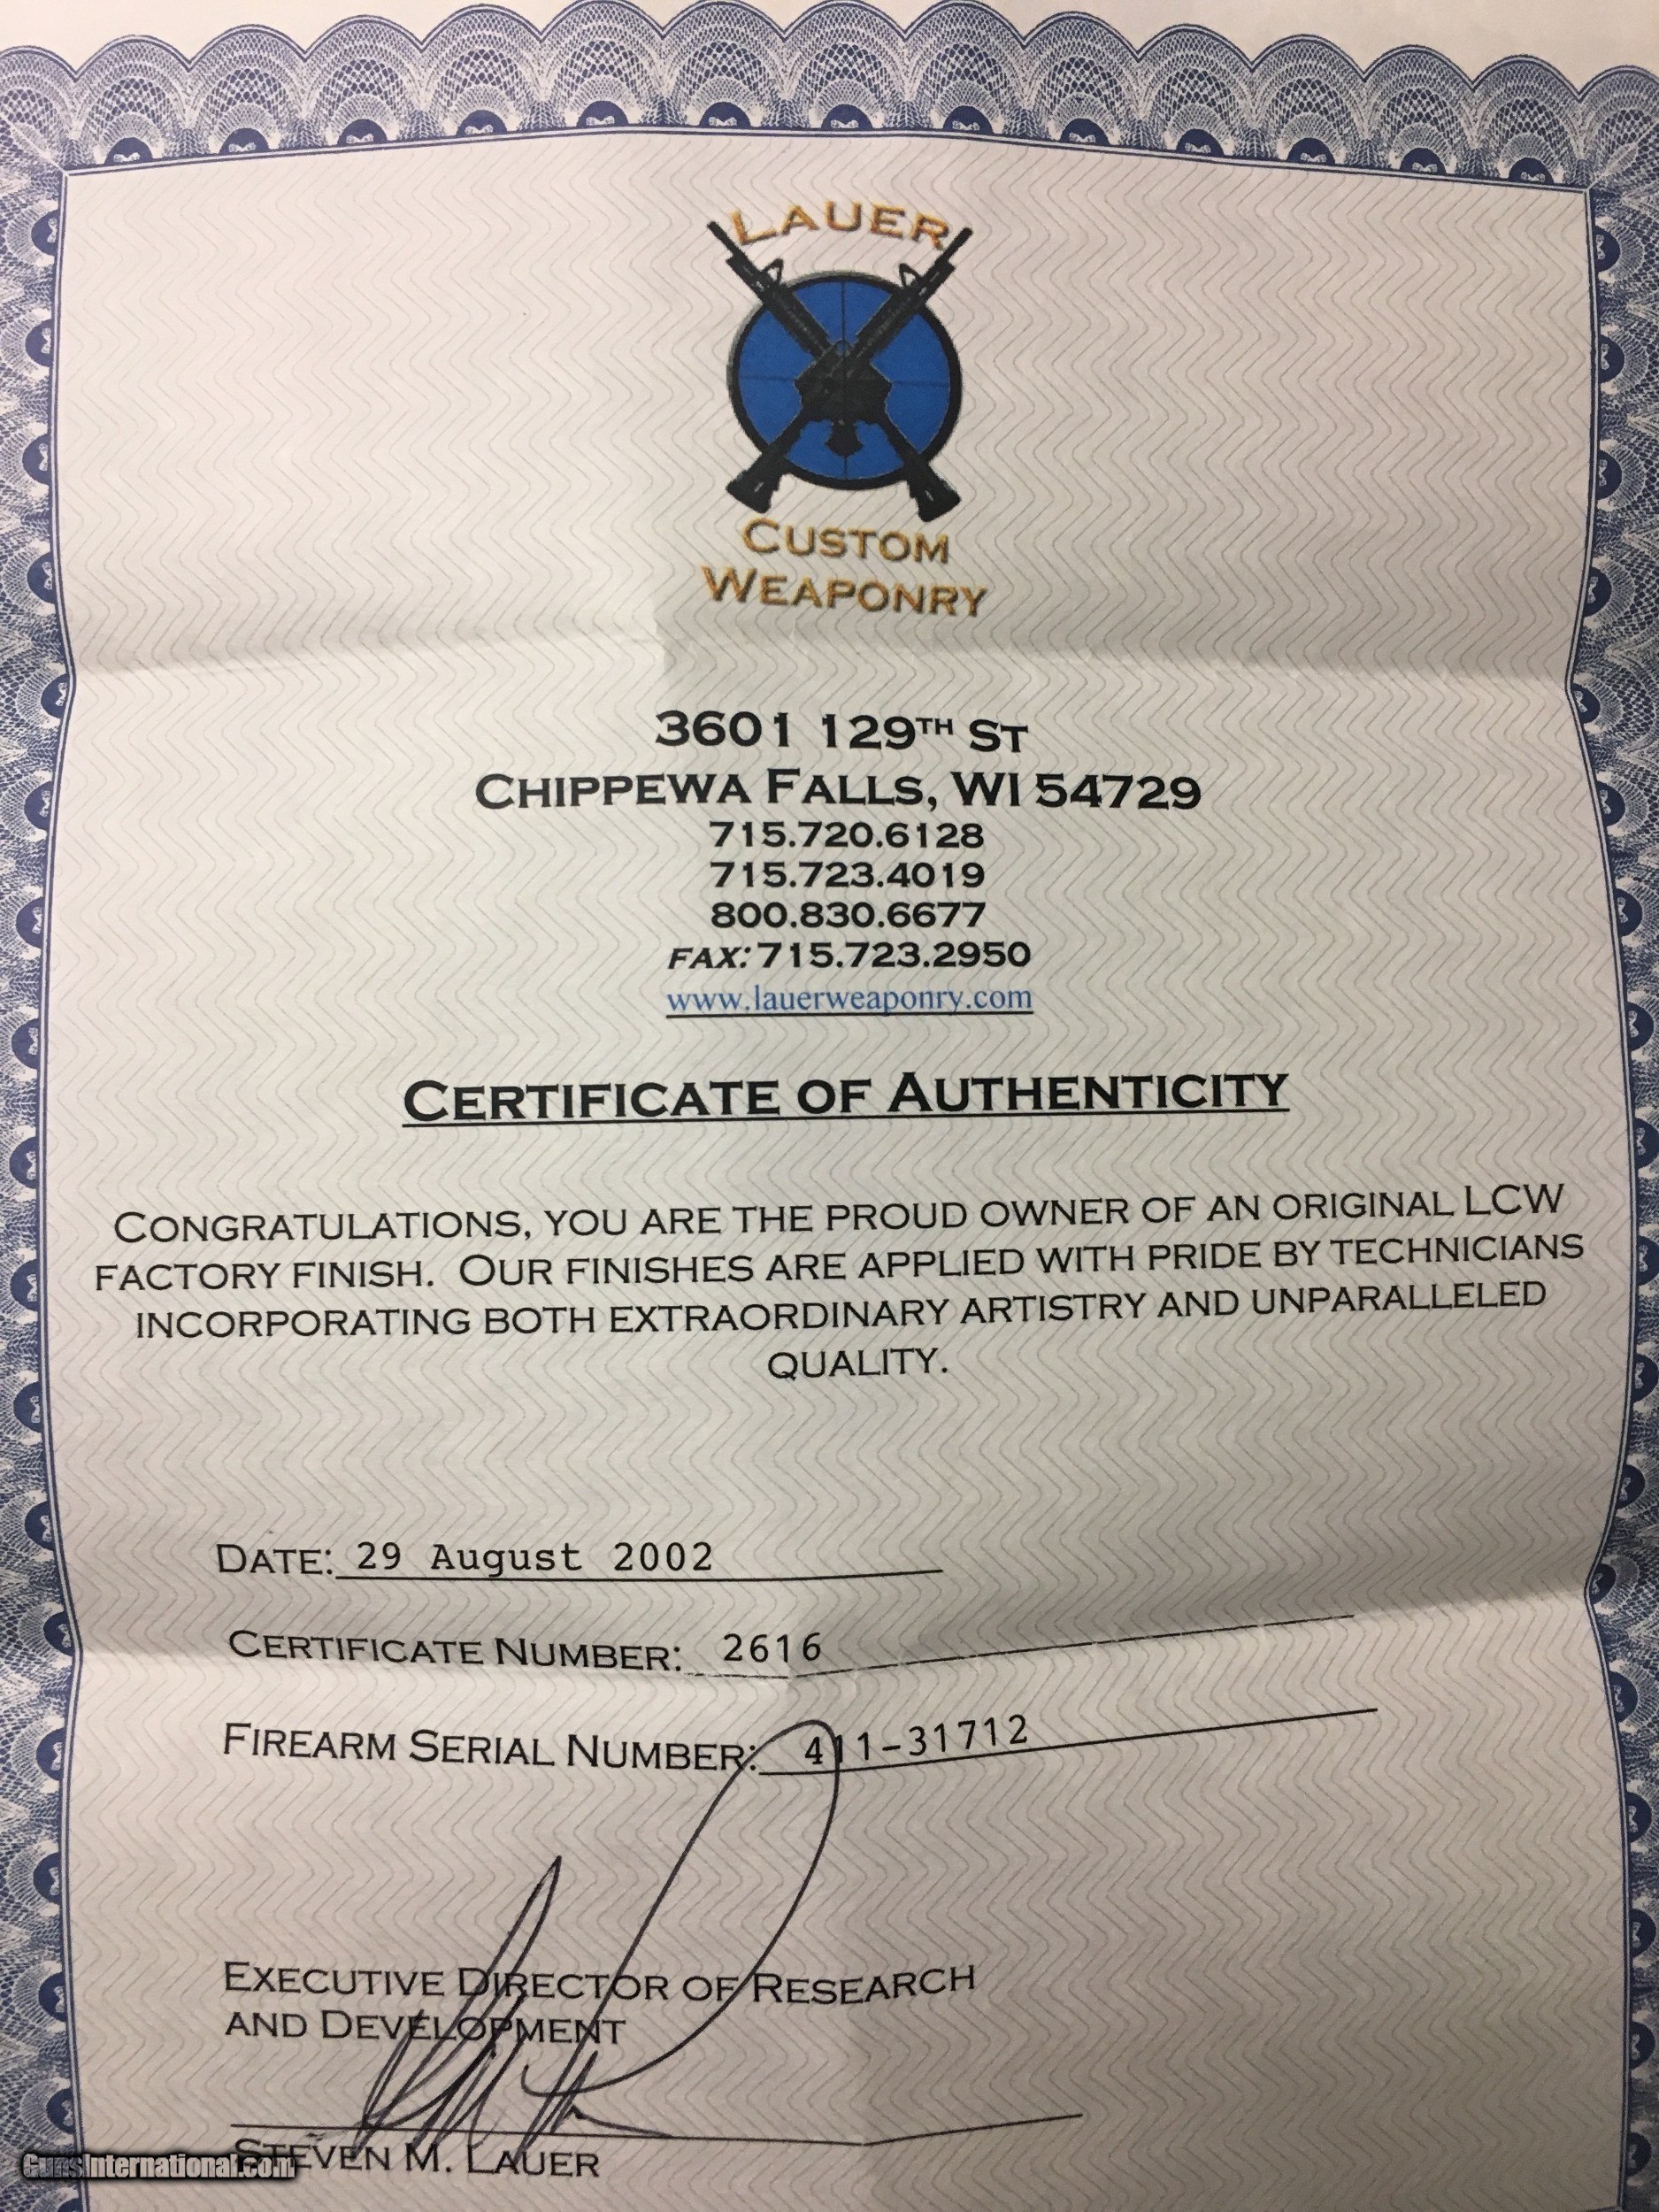 LAUER
CUSTOM
WEAPONRY
3601 129TH ST
CHIPPEWA FALLS, WI 54729
715.720.6128
715.723.4019
800.830.6677
FAX: 715.723.2950
www.lauerweaponry.com
CERTIFICATE OF AUTHENTICITY
CONGRATULATIONS, YOU ARE THE PROUD OWNER OF AN ORIGINAL LCW
FACTORY FINISH. OUR FINISHES ARE APPLIED WITH PRIDE BY TECHNICIANS
INCORPORATING BOTH EXTRAORDINARY ARTISTRY AND UNPARALLELED
QUALITY.
DATE: 29 August 2002
CERTIFICATE NUMBER: 2616
FIREARM SERIAL NUMBER: 411-31712
EXECUTIVE DIRECTOR OF RESEARCH
AND DEVELOPMENT
STEVEN M. LAUER
GunsInternational.com